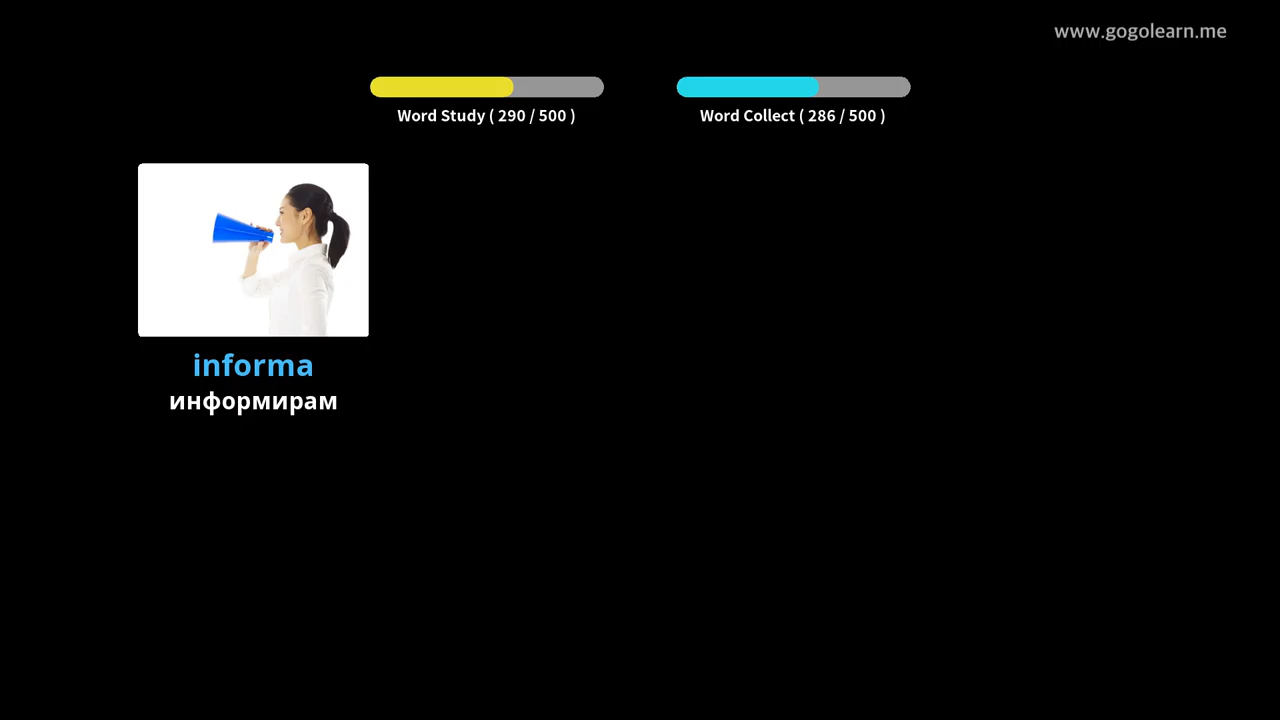 www.gogolearn.me
Word Study ( 290 / 500 )
Word Collect ( 286 / 500 )
informa
информирам